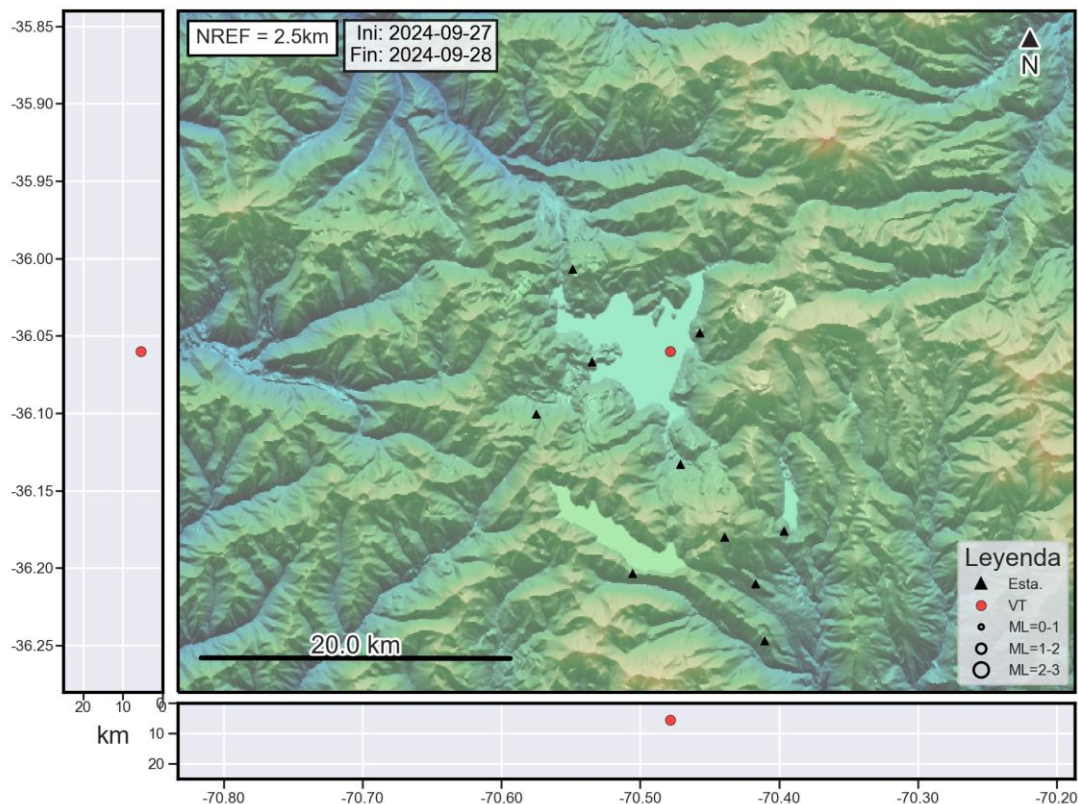 -35.85
-35.90
-35.95
-36.00
-36.05
-36.10
-36.15
-36.20
-36.25
20 10 0
km
NREF = 2.5km
Ini: 2024-09-27
Fin: 2024-09-28
N
20.0 km
Leyenda
Esta.
VT
ML=0-1
ML=1-2
ML=2-3
0
10
20
-70.80 -70.70 -70.60 -70.50 -70.40 -70.30 -70.20